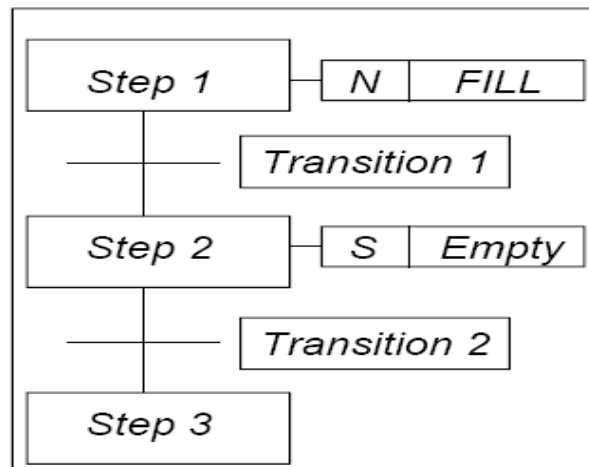 Step 1 N FILL
Transition 1
Step 2 S Empty
Transition 2
Step 3